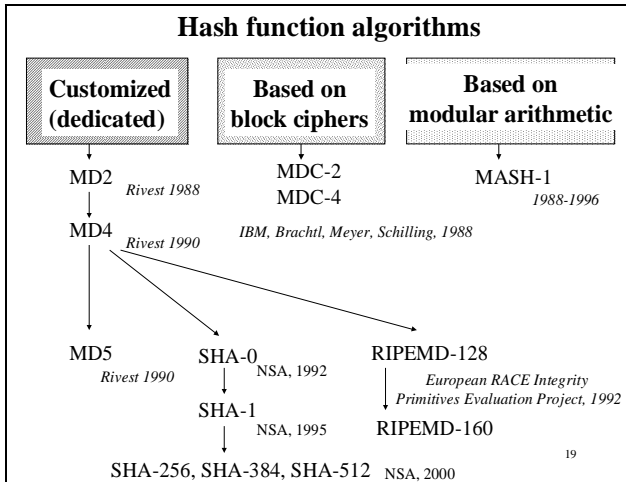 Hash function algorithms
Customized
(dedicated)
Based on
block ciphers
Based on
modular arithmetic
MD2
Rivest 1988
MDC-2
MDC-4
IBM, Brachtl, Meyer, Schilling, 1988
MASH-1
1988-1996
MD4
Rivest 1990
MD5
Rivest 1990
SHA-0
NSA, 1992
SHA-1
NSA, 1995
SHA-256, SHA-384, SHA-512 NSA, 2000
RIPEMD-128
European RACE Integrity
Primitives Evaluation Project, 1992
RIPEMD-160
19